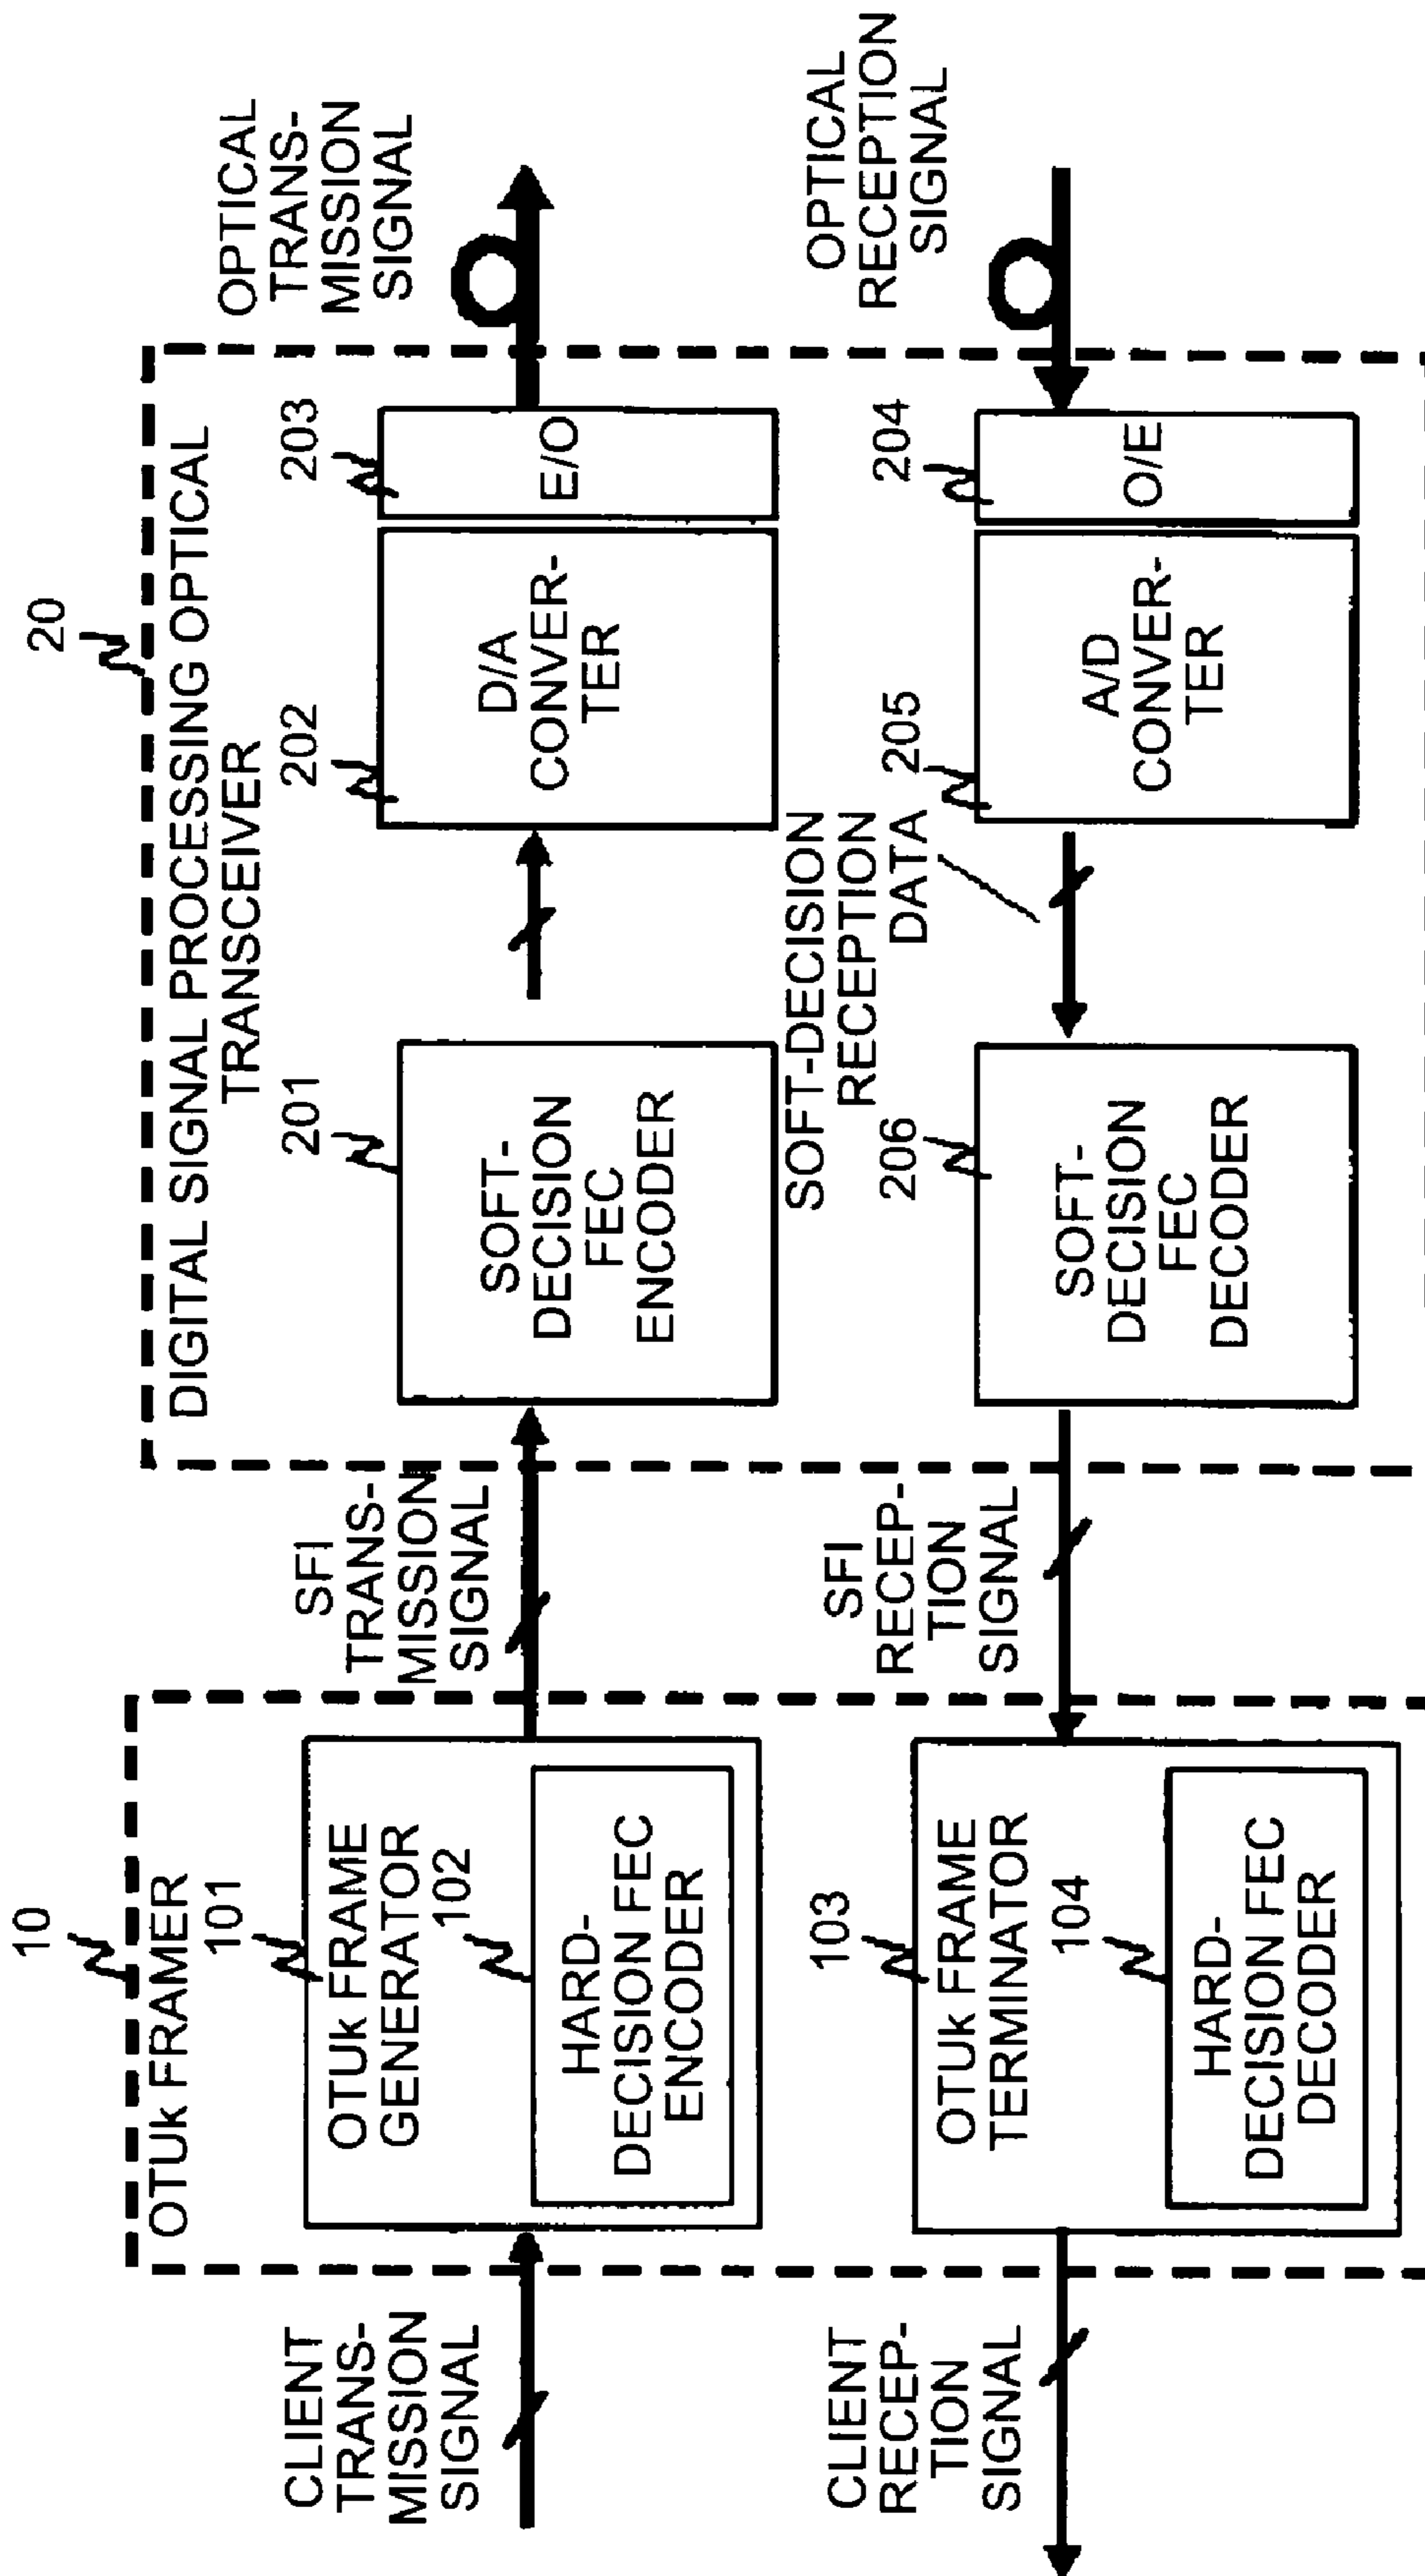 10
OTUk FRAMER
101
OTUk FRAME
GENERATOR
102
HARD-
DECISION FEC
ENCODER
103
OTUk FRAME
TERMINATOR
104
HARD-
DECISION FEC
DECODER
CLIENT
TRANS-
MISSION
SIGNAL
CLIENT
RECEP-
TION
SIGNAL
SFI
TRANS-
MISSION
SIGNAL
SFI
RECEP-
TION
SIGNAL
20
DIGITAL SIGNAL PROCESSING OPTICAL
TRANSCEIVER
201
SOFT-
DECISION
FEC
ENCODER
202
D/A
CONVER-
TER
203
E/O
OPTICAL
TRANS-
MISSION
SIGNAL
SOFT-DECISION
RECEPTION
DATA
206
SOFT-
DECISION
FEC
DECODER
205
A/D
CONVER-
TER
204
O/E
OPTICAL
RECEPTION
SIGNAL